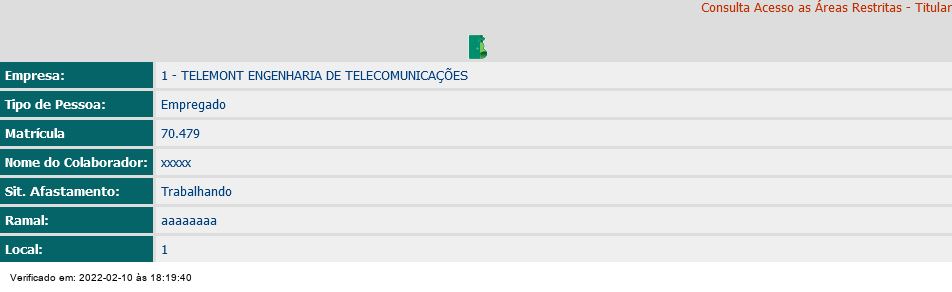 Consulta Acesso as Áreas Restritas - Titular
Empresa: 1 - TELEMONT ENGENHARIA DE TELECOMUNICAÇÕES
Tipo de Pessoa: Empregado
Matrícula 70.479
Nome do Colaborador: xxxxx
Sit. Afastamento: Trabalhando
Ramal: aaaaaaaa
Local: 1
Verificado em: 2022-02-10 às 18:19:40